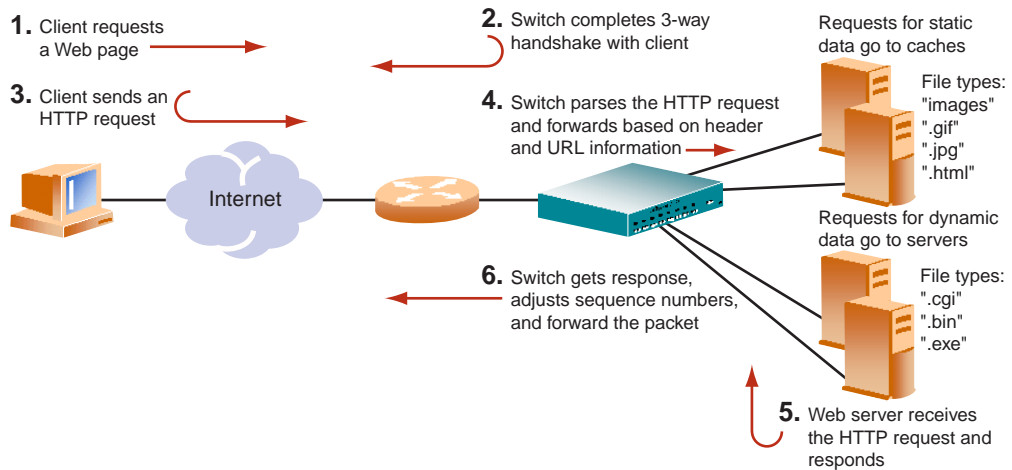 1. Client requests
a Web page
2. Switch completes 3-way
handshake with client
3. Client sends an
HTTP request
4. Switch parses the HTTP request
and forwards based on header
and URL information
Requests for static
data go to caches
File types:
"images"
".gif"
".jpg"
".html"
Internet
Requests for dynamic
data go to servers
File types:
".cgi"
".bin"
".exe"
6. Switch gets response,
adjusts sequence numbers,
and forward the packet
5. Web server receives
the HTTP request and
responds